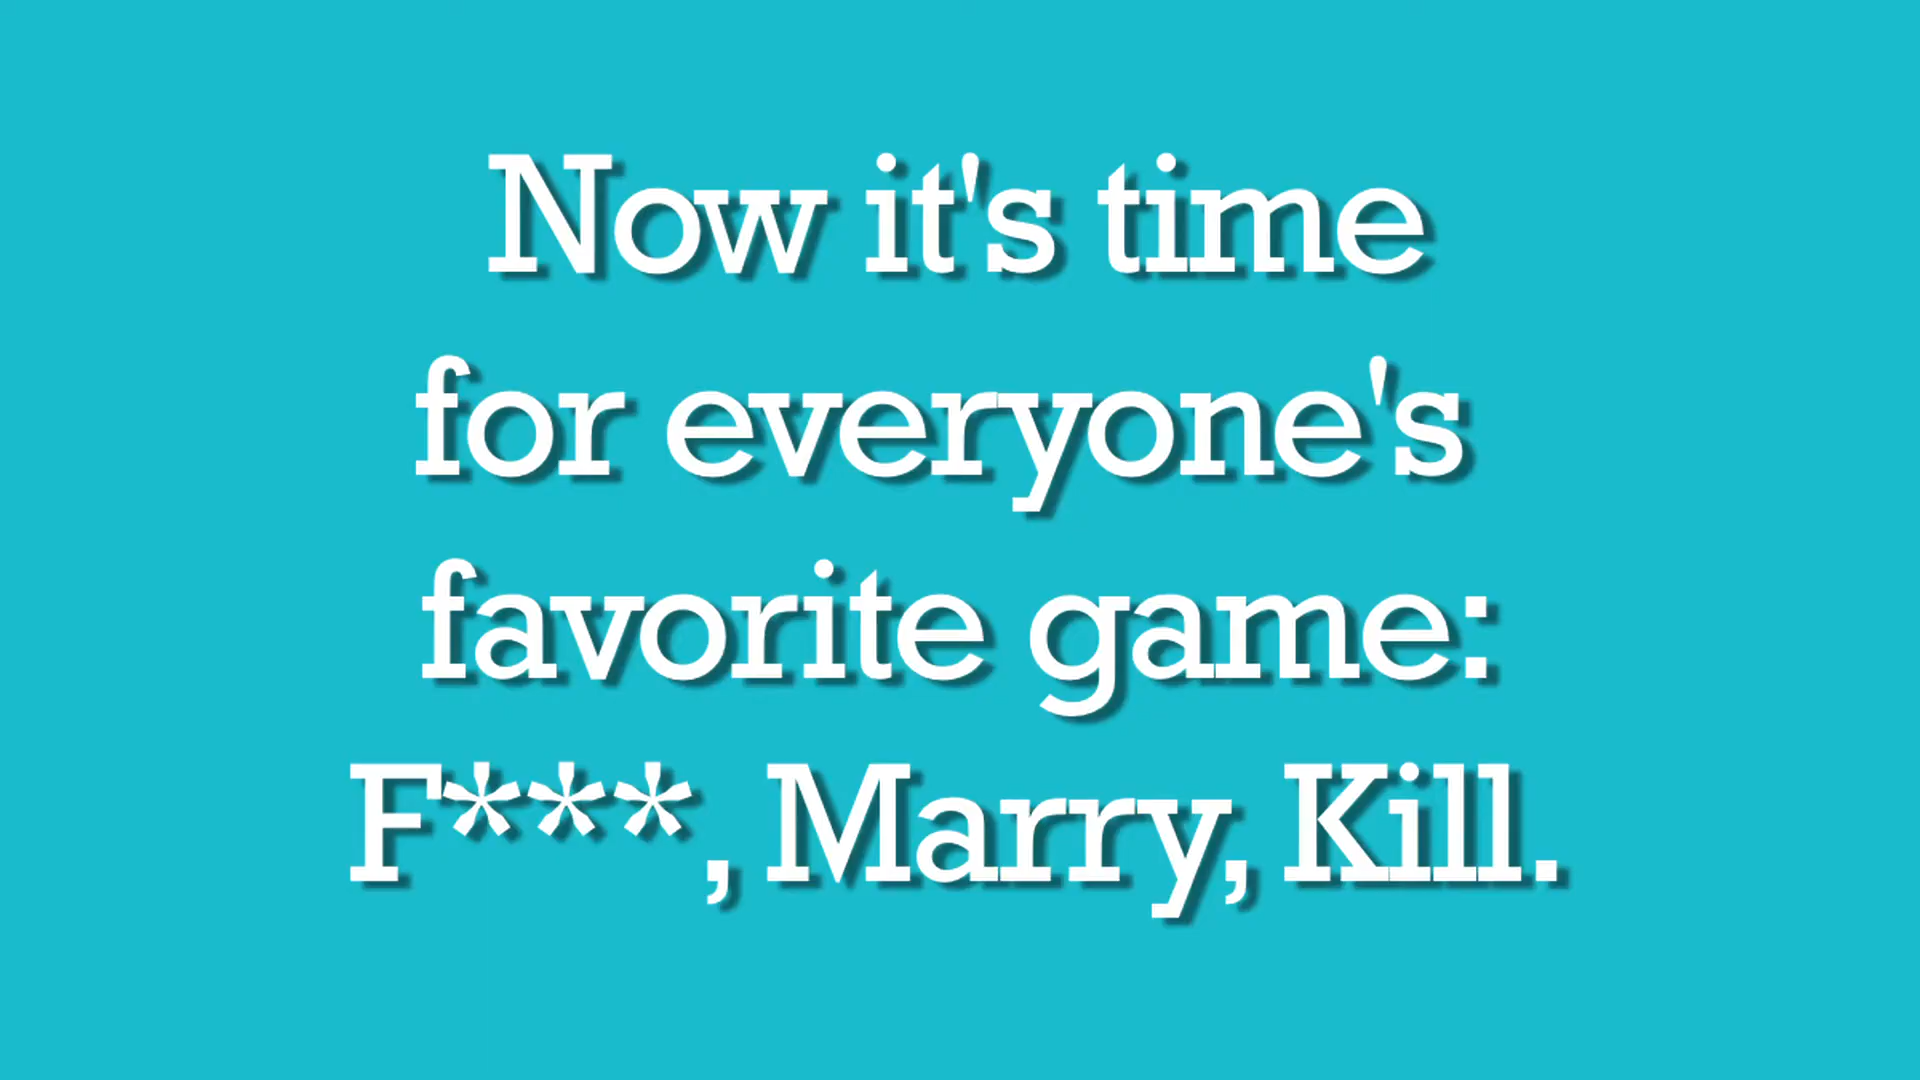 Now it's time
for everyone's
favorite game:
F***, Marry, Kill.